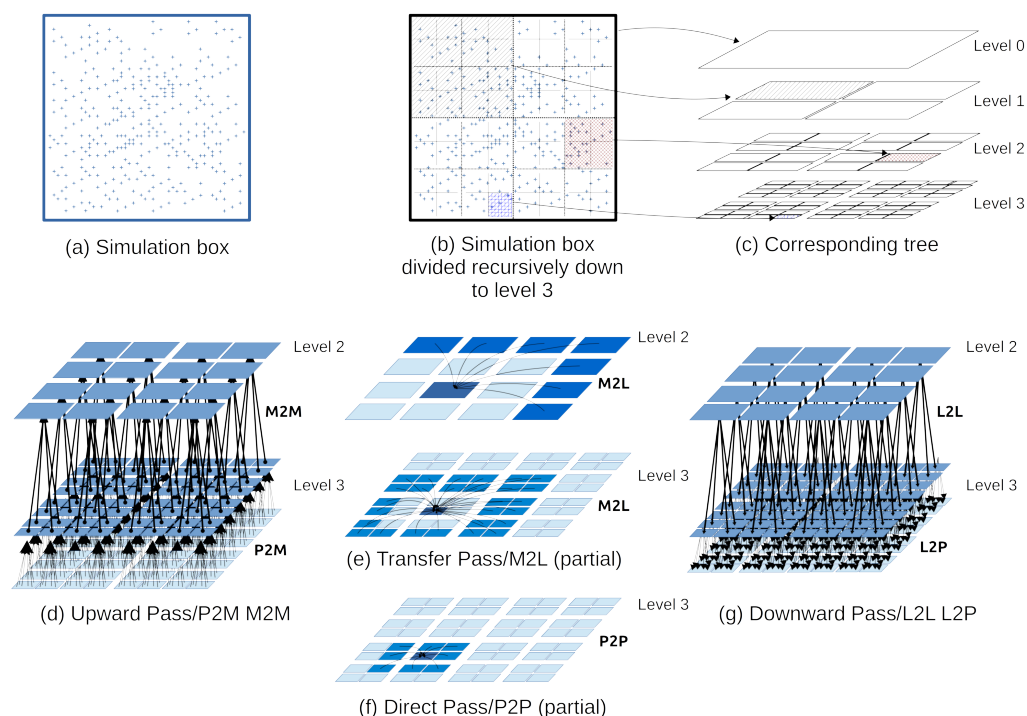 Level 0
Level 1
Level 2
Level 3
(a) Simulation box
(b) Simulation box
divided recursively down
to level 3
(c) Corresponding tree
Level 2
M2M
Level 3
P2M
(d) Upward Pass/P2M M2M
Level 2
M2L
Level 3
M2L
(e) Transfer Pass/M2L (partial)
Level 3
P2P
(f) Direct Pass/P2P (partial)
Level 2
L2L
Level 3
L2P
(g) Downward Pass/L2L L2P